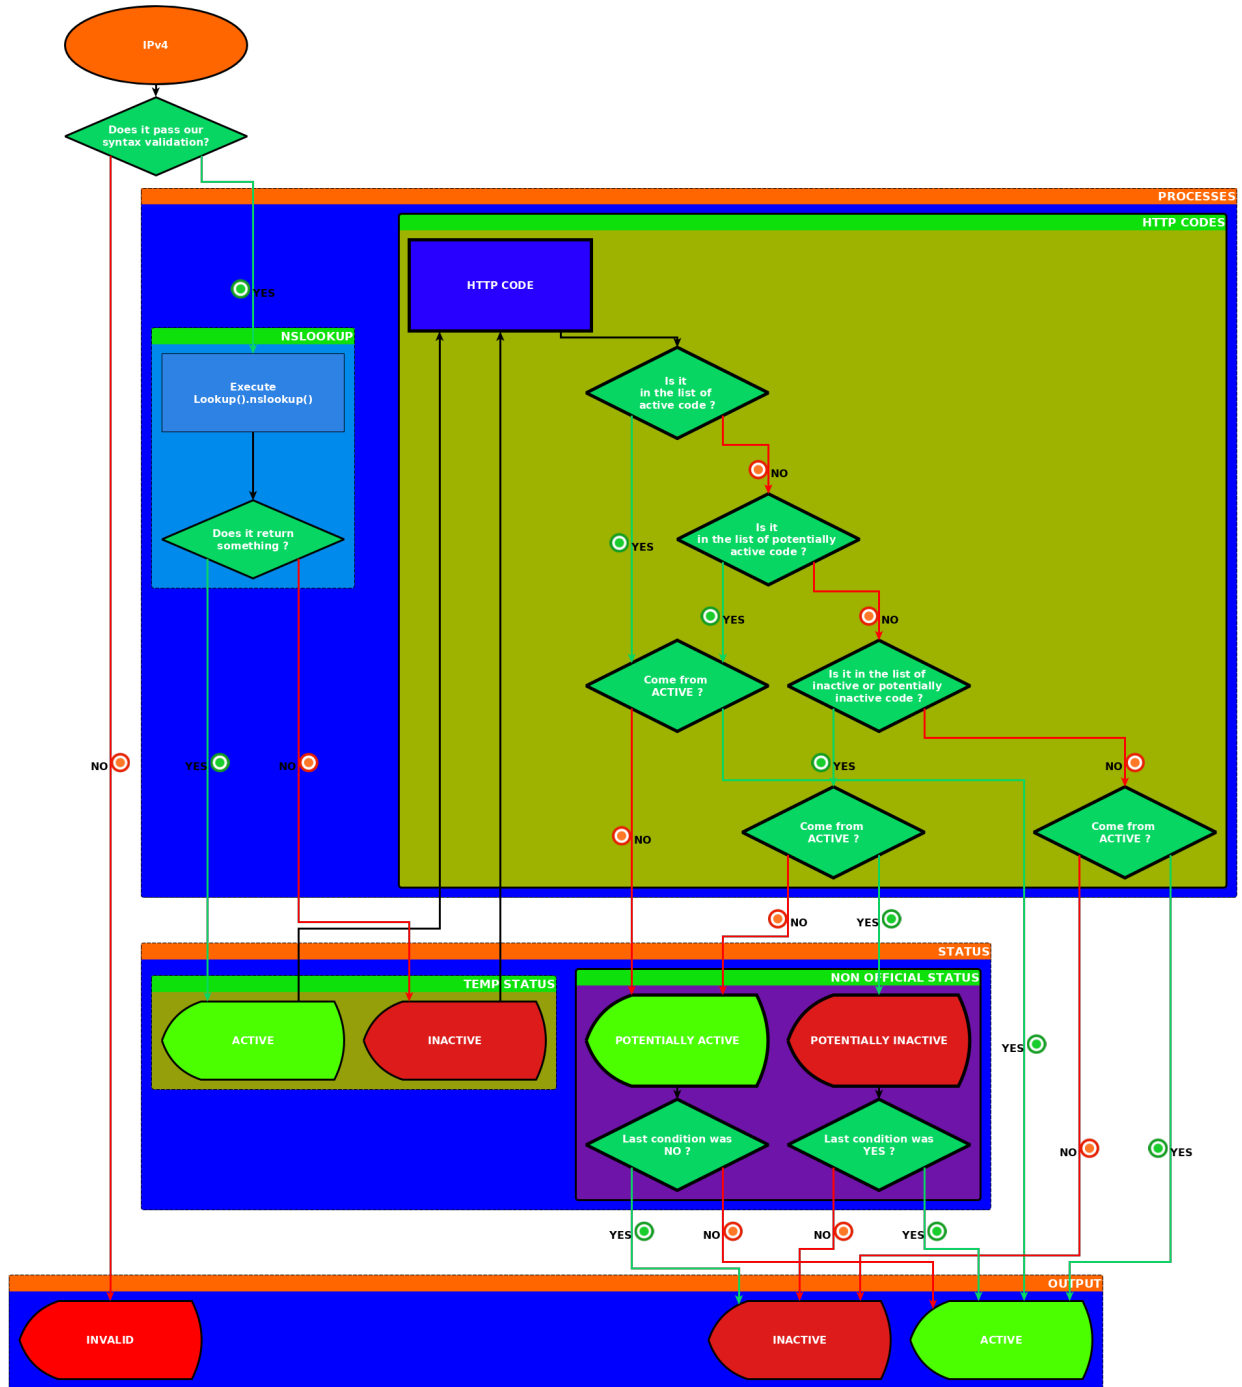 IPv4
Does it pass our
syntax validation?
PROCESSES
HTTP CODES
HTTP CODE
YES
NSLOOKUP
Execute
Lookup().nslookup()
Is it
in the list of
active code ?
NO
Does it return
something ?
YES
Is it
in the list of potentially
active code ?
YES
NO
Come from
ACTIVE ?
Is it in the list of
inactive or potentially
inactive code ?
NO
YES
NO
YES
NO
NO
Come from
ACTIVE ?
Come from
ACTIVE ?
NO
YES
STATUS
TEMP STATUS
NON OFFICIAL STATUS
ACTIVE
INACTIVE
POTENTIALLY ACTIVE
POTENTIALLY INACTIVE
YES
Last condition was
NO ?
Last condition was
YES ?
NO
YES
YES
NO
NO
YES
OUTPUT
INVALID
INACTIVE
ACTIVE